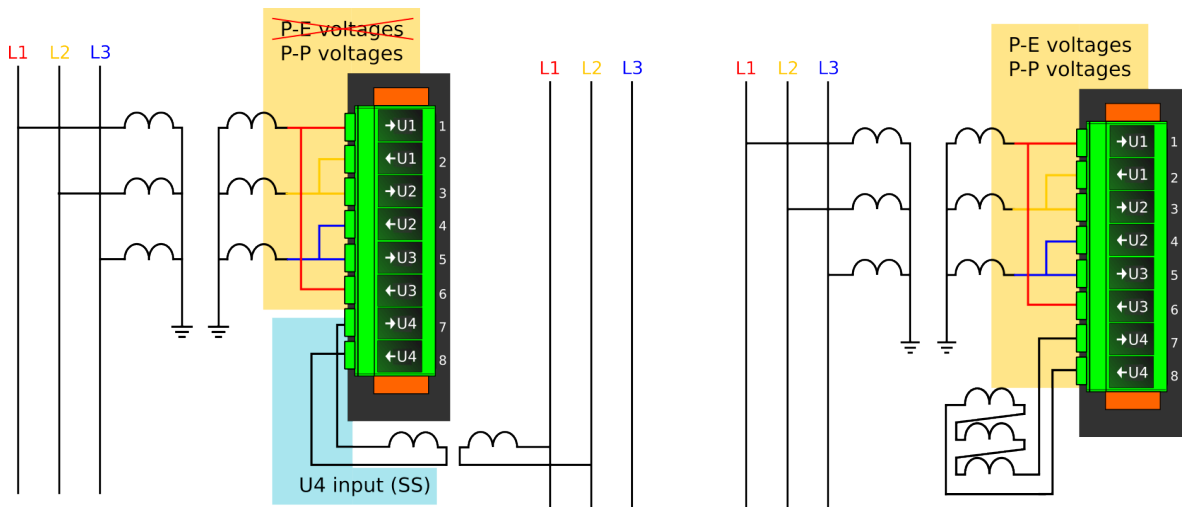 P-E voltages
P-P voltages
L1 L2 L3
→U1 1
←U1 2
→U2 3
←U2 4
→U3 5
←U3 6
→U4 7
←U4 8
U4 input (SS)
L1 L2 L3
P-E voltages
P-P voltages
L1 L2 L3
→U1 1
←U1 2
→U2 3
←U2 4
→U3 5
←U3 6
→U4 7
←U4 8